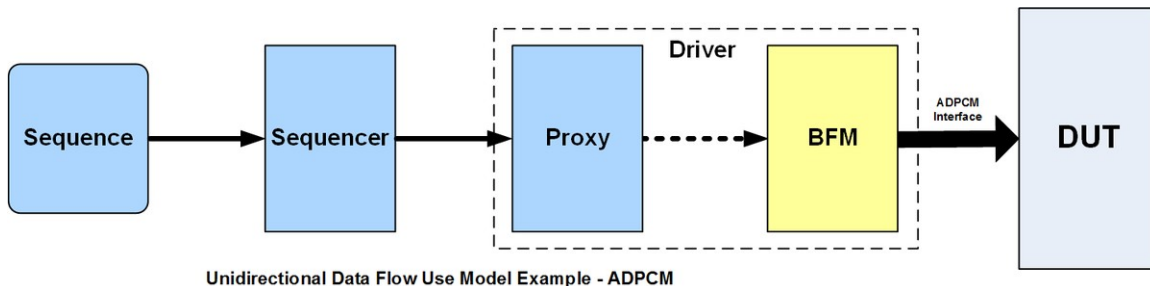 Driver
Sequence
Sequencer
Proxy
BFM
ADPCM
Interface
DUT
Unidirectional Data Flow Use Model Example - ADPCM